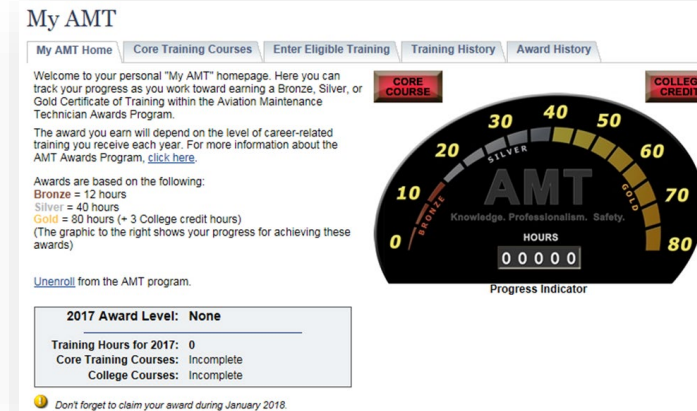 My AMT
My AMT Home
Core Training Courses
Enter Eligible Training
Training History
Award History
Welcome to your personal "My AMT" homepage. Here you can
track your progress as you work toward earning a Bronze, Silver, or
Gold Certificate of Training within the Aviation Maintenance
Technician Awards Program.
The award you earn will depend on the level of career-related
training you receive each year. For more information about the
AMT Awards Program, click here.
Awards are based on the following:
Bronze = 12 hours
Silver = 40 hours
Gold = 80 hours (+ 3 College credit hours)
(The graphic to the right shows your progress for achieving these
awards)
Unenroll from the AMT program.
2017 Award Level: None
Training Hours for 2017: 0
Core Training Courses: Incomplete
College Courses: Incomplete
Don't forget to claim your award during January 2018.
CORE
COURSE
COLLEG
CREDIT
0
10
20
30
40
50
60
70
80
BRONZE
SILVER
GOLD
AMT
Knowledge. Professionalism. Safety.
HOURS
0 0 0 0 0
Progress Indicator